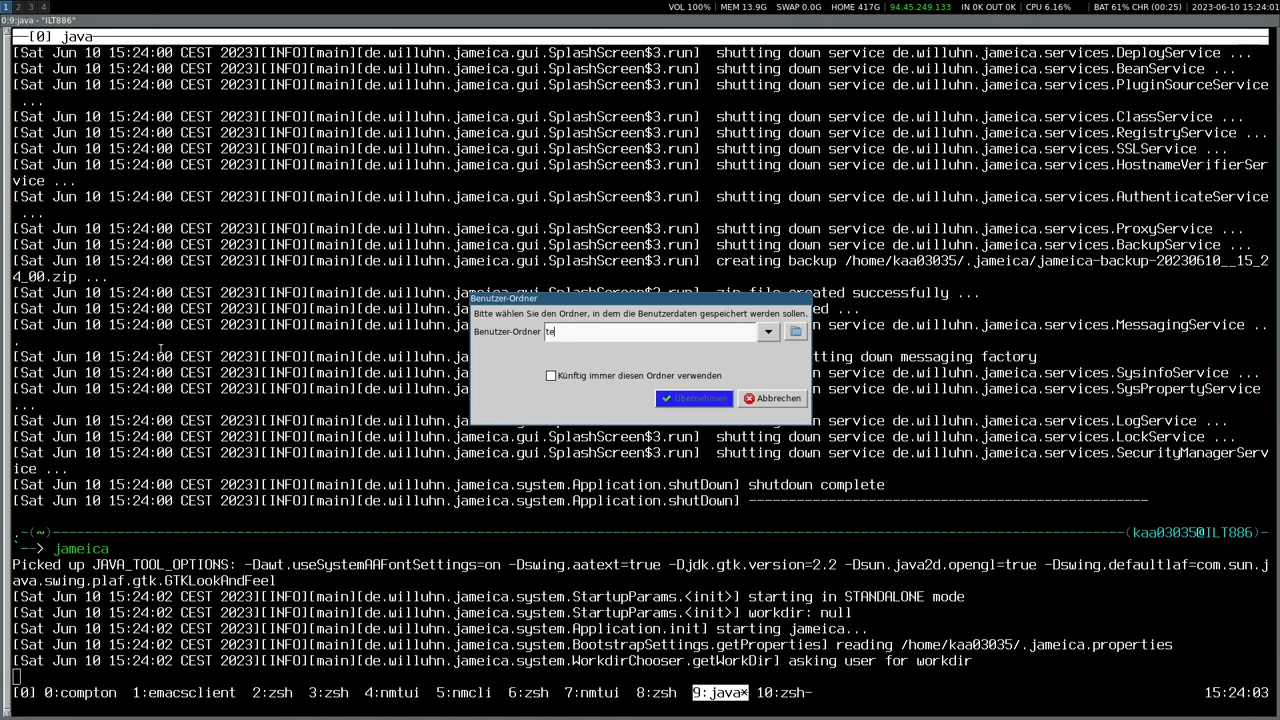 1 2 3 4 VOL 100% | MEM 13.9G SWAP 0.0G | HOME 417G | 94.45.249.133 | IN 0K OUT 0K | CPU 6.16% | BAT 61% CHR (00:25) | 2023-06-10 15:24:01
0:9:java - "ILT886"
[0] java
[Sat Jun 10 15:24:00 CEST 2023][INFO][main][de.willuhn.jameica.gui.SplashScreen$3.run] shutting down service de.willuhn.jameica.services.DeployService ...
[Sat Jun 10 15:24:00 CEST 2023][INFO][main][de.willuhn.jameica.gui.SplashScreen$3.run] shutting down service de.willuhn.jameica.services.BeanService ...
[Sat Jun 10 15:24:00 CEST 2023][INFO][main][de.willuhn.jameica.gui.SplashScreen$3.run] shutting down service de.willuhn.jameica.services.PluginSourceService
...
[Sat Jun 10 15:24:00 CEST 2023][INFO][main][de.willuhn.jameica.gui.SplashScreen$3.run] shutting down service de.willuhn.jameica.services.ClassService ...
[Sat Jun 10 15:24:00 CEST 2023][INFO][main][de.willuhn.jameica.gui.SplashScreen$3.run] shutting down service de.willuhn.jameica.services.RegistryService ...
[Sat Jun 10 15:24:00 CEST 2023][INFO][main][de.willuhn.jameica.gui.SplashScreen$3.run] shutting down service de.willuhn.jameica.services.SSLService ...
[Sat Jun 10 15:24:00 CEST 2023][INFO][main][de.willuhn.jameica.gui.SplashScreen$3.run] shutting down service de.willuhn.jameica.services.HostnameVerifierSer
vice ...
[Sat Jun 10 15:24:00 CEST 2023][INFO][main][de.willuhn.jameica.gui.SplashScreen$3.run] shutting down service de.willuhn.jameica.services.AuthenticateService
...
[Sat Jun 10 15:24:00 CEST 2023][INFO][main][de.willuhn.jameica.gui.SplashScreen$3.run] shutting down service de.willuhn.jameica.services.ProxyService ...
[Sat Jun 10 15:24:00 CEST 2023][INFO][main][de.willuhn.jameica.gui.SplashScreen$3.run] shutting down service de.willuhn.jameica.services.BackupService ...
[Sat Jun 10 15:24:00 CEST 2023][INFO][main][de.willuhn.jameica.gui.SplashScreen$3.run] creating backup /home/kaa03035/.jameica/jameica-backup-20230610__15_2
4_00.zip ...
[Sat Jun 10 15:24:00 CEST 2023][INFO][main][de.willuhn.jameica.gui.SplashScreen$3.run] zip file created successfully ...
[Sat Jun 10 15:24:00 CEST 2023][INFO][main][de.willuhn. ed ...
[Sat Jun 10 15:24:00 CEST 2023][INFO][main][de.willuhn. wn service de.willuhn.jameica.services.MessagingService ...
.
[Sat Jun 10 15:24:00 CEST 2023][INFO][main][de.willuhn. tting down messaging factory
[Sat Jun 10 15:24:00 CEST 2023][INFO][main][de.willuhn. wn service de.willuhn.jameica.services.SysinfoService ...
[Sat Jun 10 15:24:00 CEST 2023][INFO][main][de.willuhn. wn service de.willuhn.jameica.services.SysPropertyService
...
[Sat Jun 10 15:24:00 CEST 2023][INFO][main][de.willuhn.jameica.gui.SplashScreen$3.run] shutting down service de.willuhn.jameica.services.LogService ...
[Sat Jun 10 15:24:00 CEST 2023][INFO][main][de.willuhn.jameica.gui.SplashScreen$3.run] shutting down service de.willuhn.jameica.services.LockService ...
[Sat Jun 10 15:24:00 CEST 2023][INFO][main][de.willuhn.jameica.gui.SplashScreen$3.run] shutting down service de.willuhn.jameica.services.SecurityManagerServ
ice ...
[Sat Jun 10 15:24:00 CEST 2023][INFO][main][de.willuhn.jameica.system.Application.shutDown] shutdown complete
[Sat Jun 10 15:24:00 CEST 2023][INFO][main][de.willuhn.jameica.system.Application.shutDown] --------------------------------------------------
Benutzer-Ordner
Bitte wählen Sie den Ordner, in dem die Benutzerdaten gespeichert werden sollen.
Benutzer-Ordner te
Künftig immer diesen Ordner verwenden
Übernehmen Abbrechen
.-(~)---(kaa03035@ILT886)-
`--> jameica
Picked up JAVA_TOOL_OPTIONS: -Dawt.useSystemAAFontSettings=on -Dswing.aatext=true -Djdk.gtk.version=2.2 -Dsun.java2d.opengl=true -Dswing.defaultlaf=com.sun.j
ava.swing.plaf.gtk.GTKLookAndFeel
[Sat Jun 10 15:24:02 CEST 2023][INFO][main][de.willuhn.jameica.system.StartupParams.<init>] starting in STANDALONE mode
[Sat Jun 10 15:24:02 CEST 2023][INFO][main][de.willuhn.jameica.system.StartupParams.<init>] workdir: null
[Sat Jun 10 15:24:02 CEST 2023][INFO][main][de.willuhn.jameica.system.Application.init] starting jameica...
[Sat Jun 10 15:24:02 CEST 2023][INFO][main][de.willuhn.jameica.system.BootstrapSettings.getProperties] reading /home/kaa03035/.jameica.properties
[Sat Jun 10 15:24:02 CEST 2023][INFO][main][de.willuhn.jameica.system.WorkdirChooser.getWorkDir] asking user for workdir
[0] 0:compton 1:emacsclient 2:zsh 3:zsh 4:nmtui 5:nmcli 6:zsh 7:nmtui 8:zsh 9:java* 10:zsh- 15:24:03